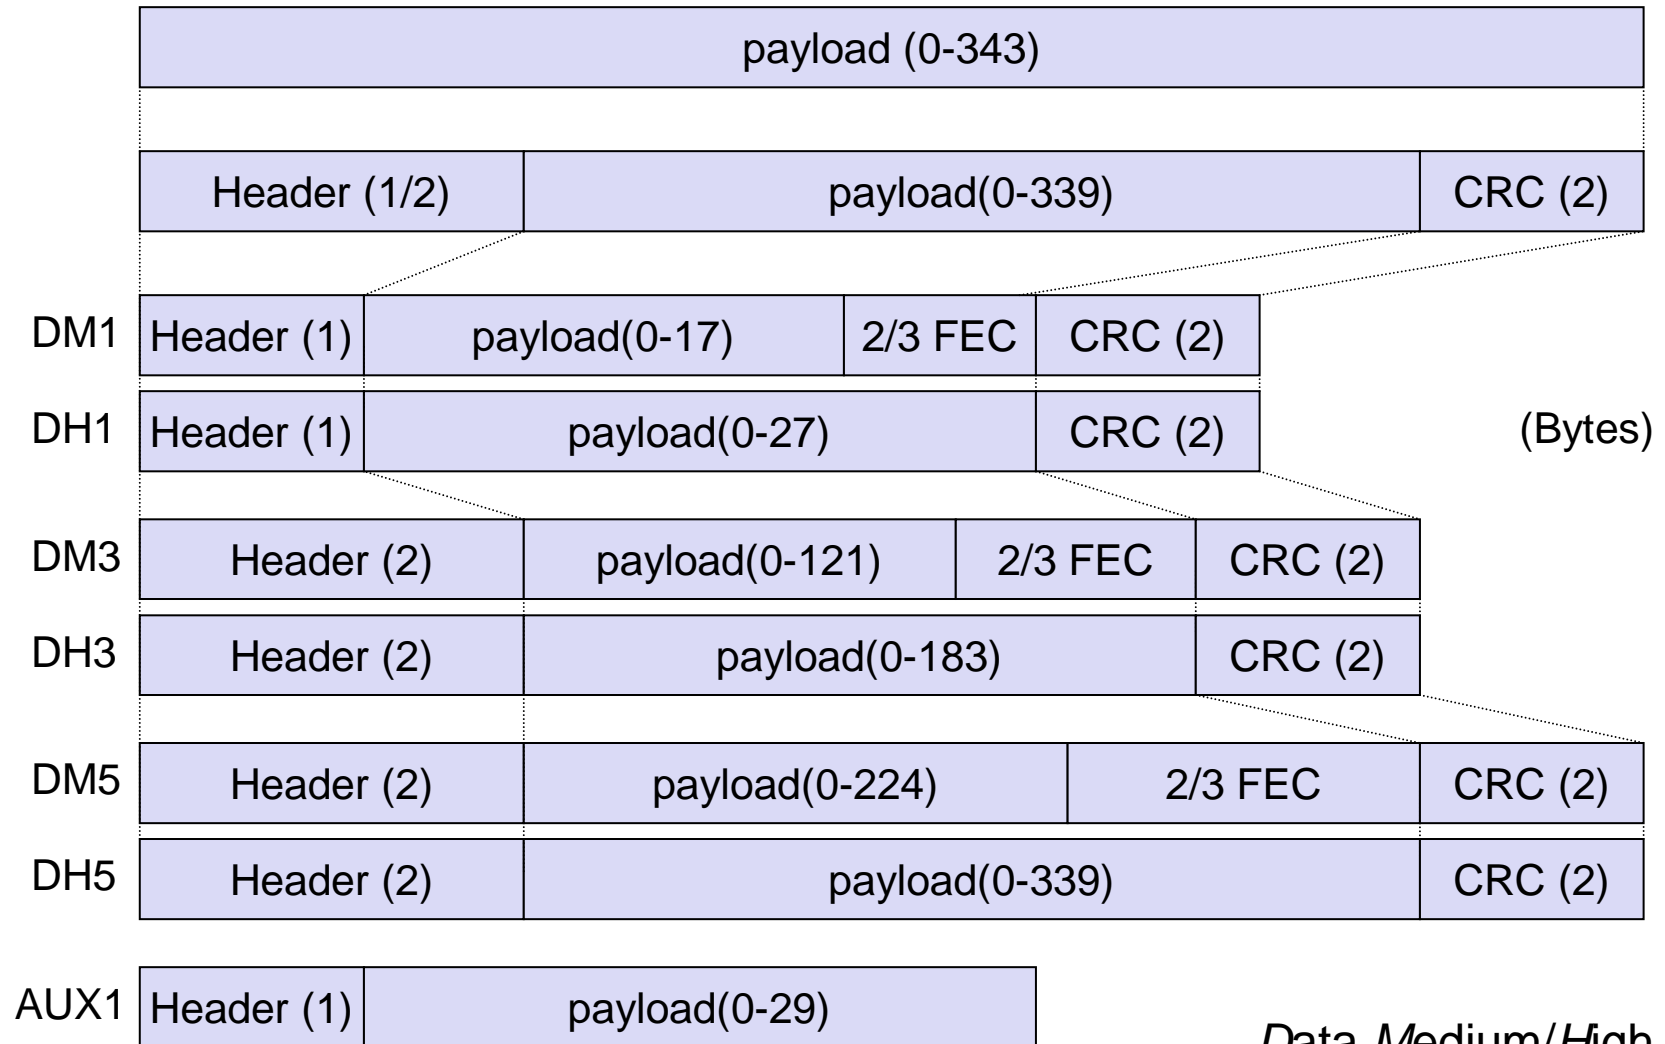 payload (0-343)
Header (1/2) payload(0-339) CRC (2)
DM1 Header (1) payload(0-17) 2/3 FEC CRC (2)
DH1 Header (1) payload(0-27) CRC (2) (Bytes)
DM3 Header (2) payload(0-121) 2/3 FEC CRC (2)
DH3 Header (2) payload(0-183) CRC (2)
DM5 Header (2) payload(0-224) 2/3 FEC CRC (2)
DH5 Header (2) payload(0-339) CRC (2)
AUX1 Header (1) payload(0-29)
Data Medium/High